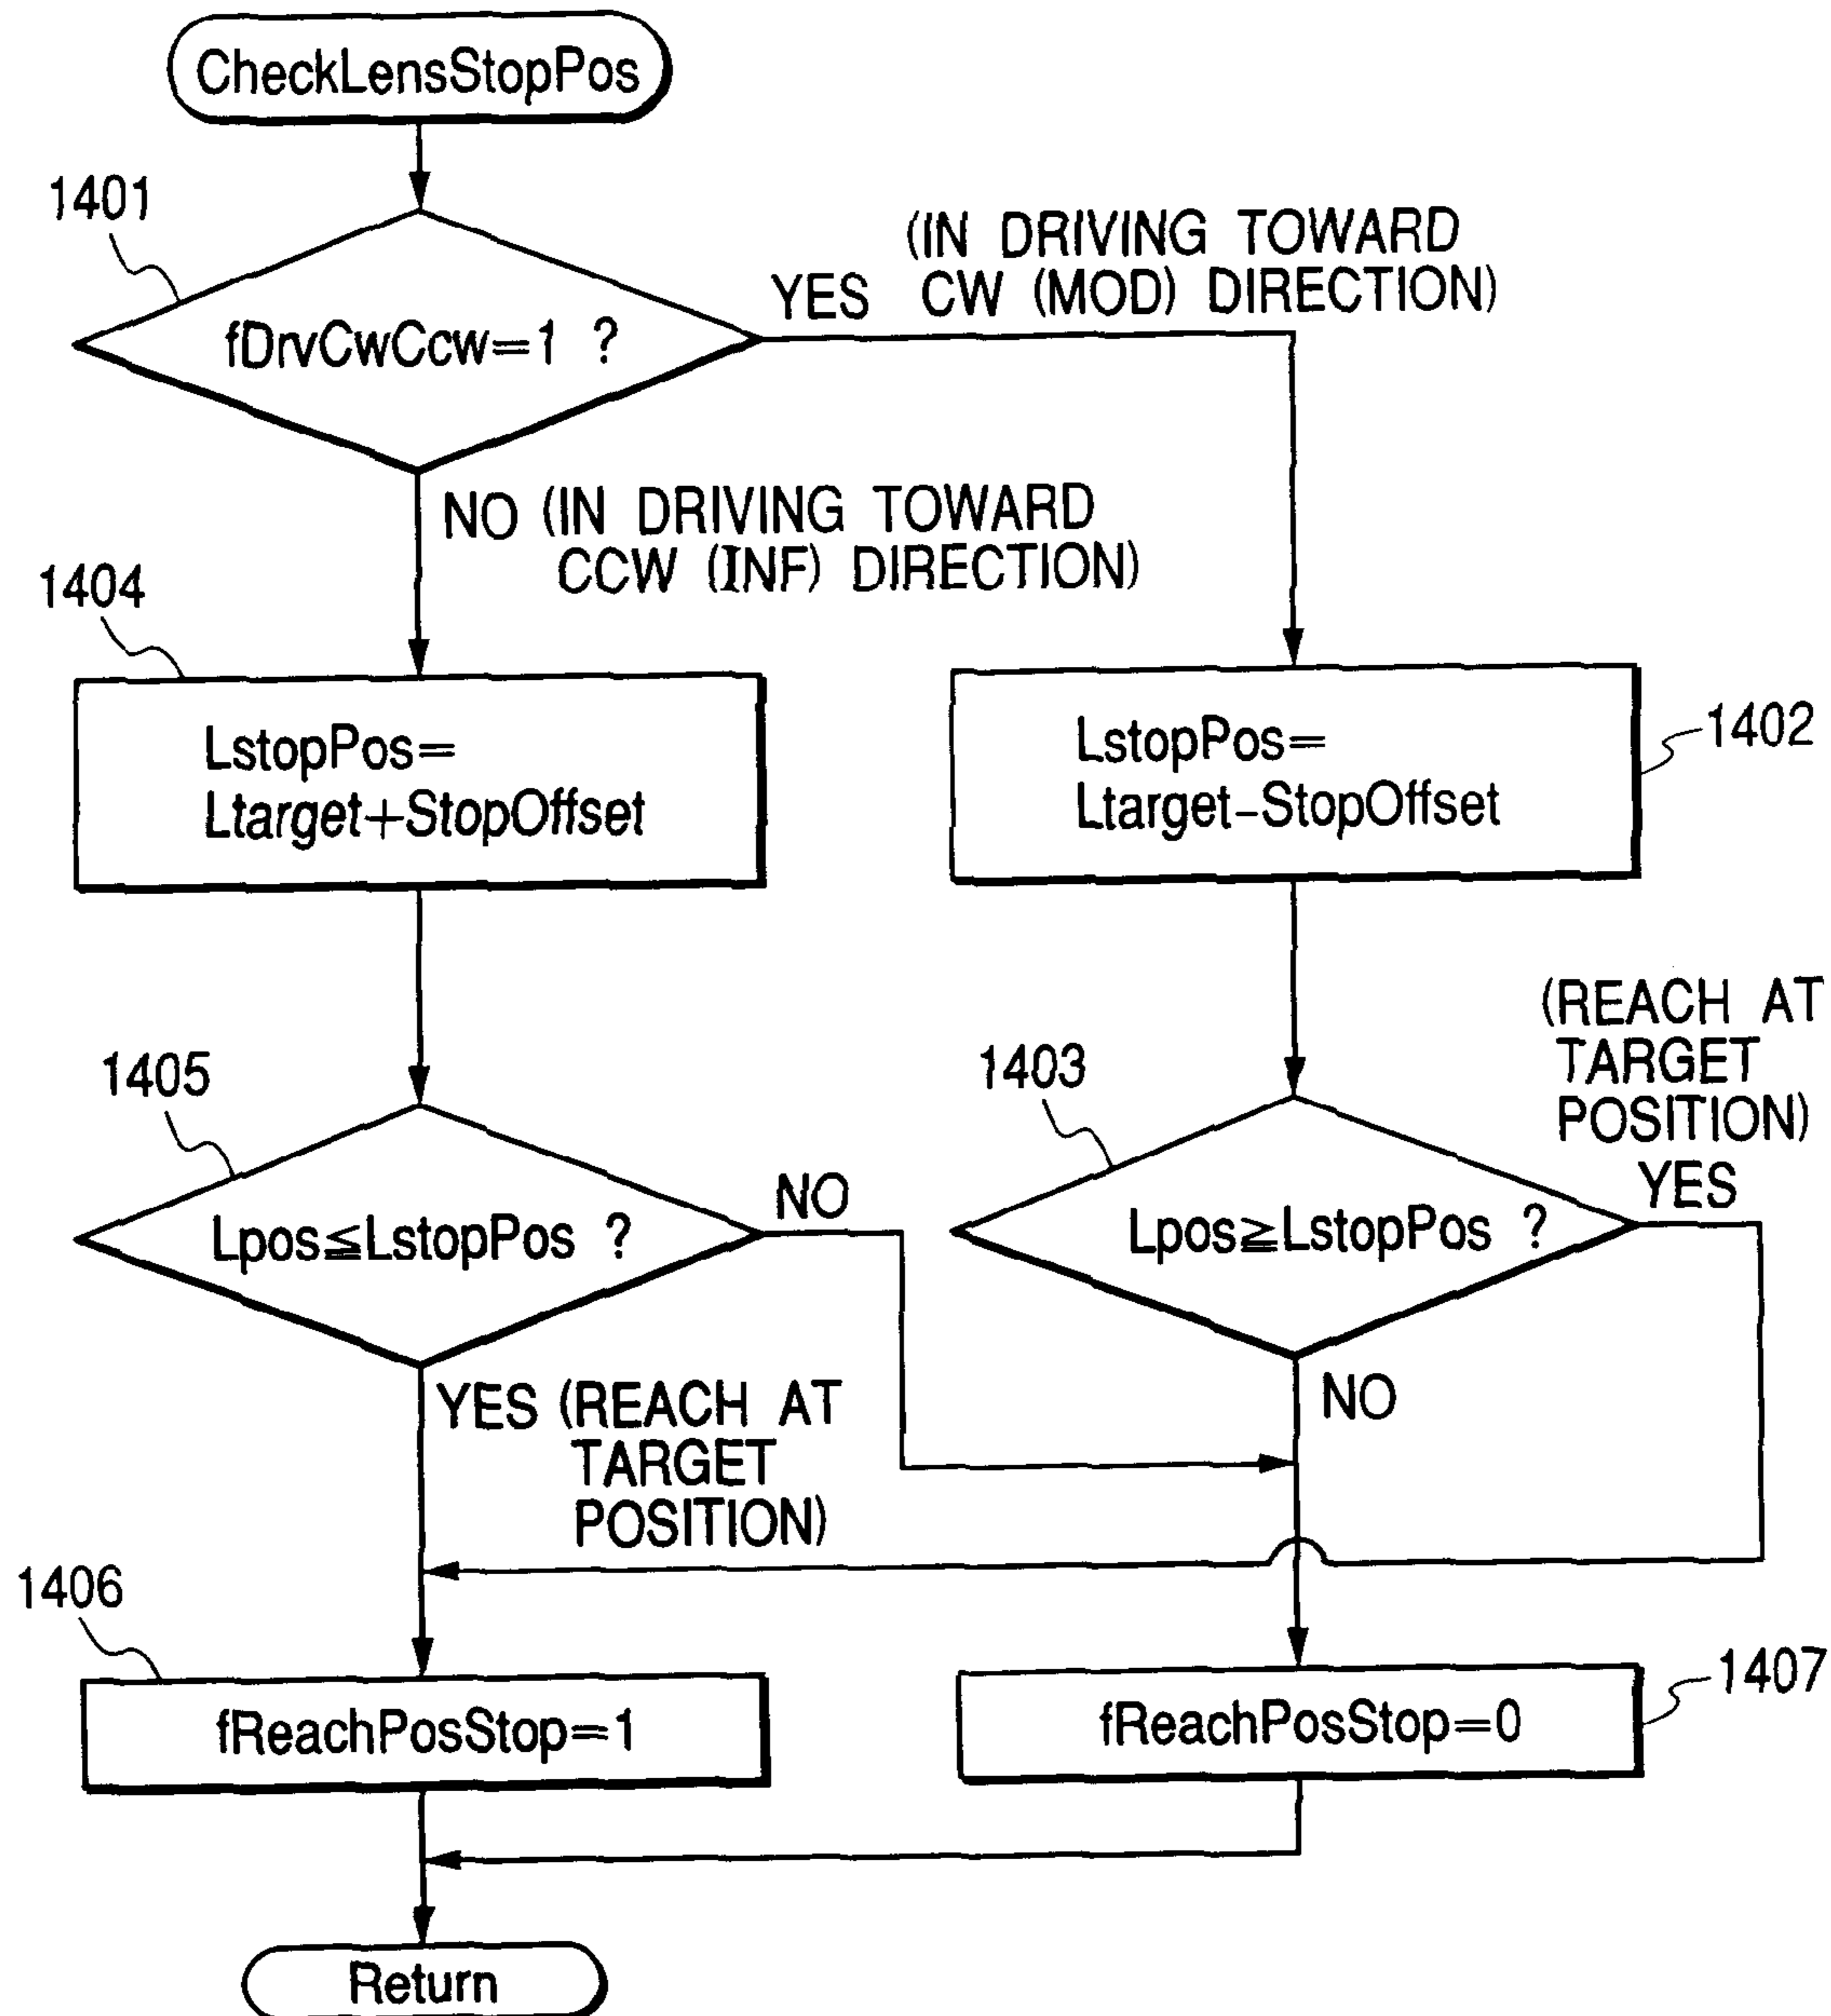 CheckLensStopPos
1401
fDrvCwCcw=1 ?
YES
(IN DRIVING TOWARD
CW (MOD) DIRECTION)
NO
(IN DRIVING TOWARD
CCW (INF) DIRECTION)
1404
LstopPos=
Ltarget+StopOffset
LstopPos=
Ltarget-StopOffset
1402
1405
Lpos≦LstopPos ?
NO
1403
Lpos≧LstopPos ?
(REACH AT
TARGET
POSITION)
YES
YES (REACH AT
TARGET
POSITION)
NO
1406
fReachPosStop=1
fReachPosStop=0
1407
Return